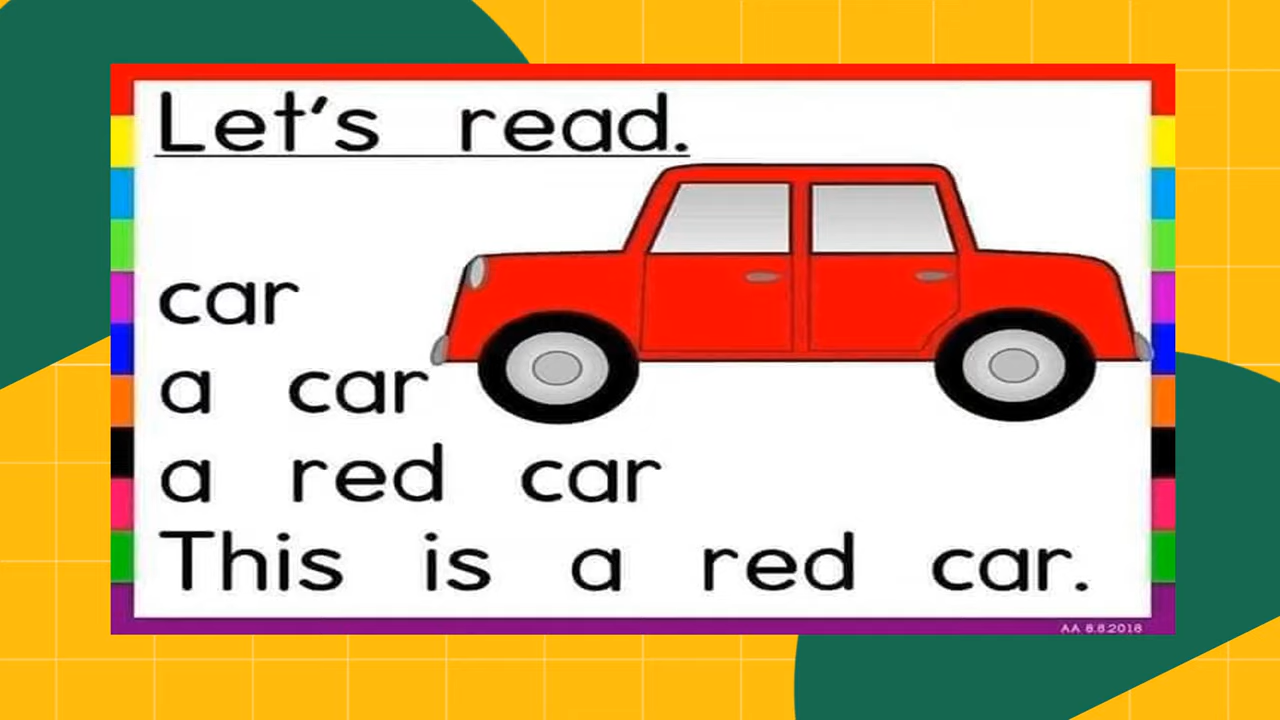 Let's read.
car
a car
a red car
This is a red car.
AA 8.8.2018